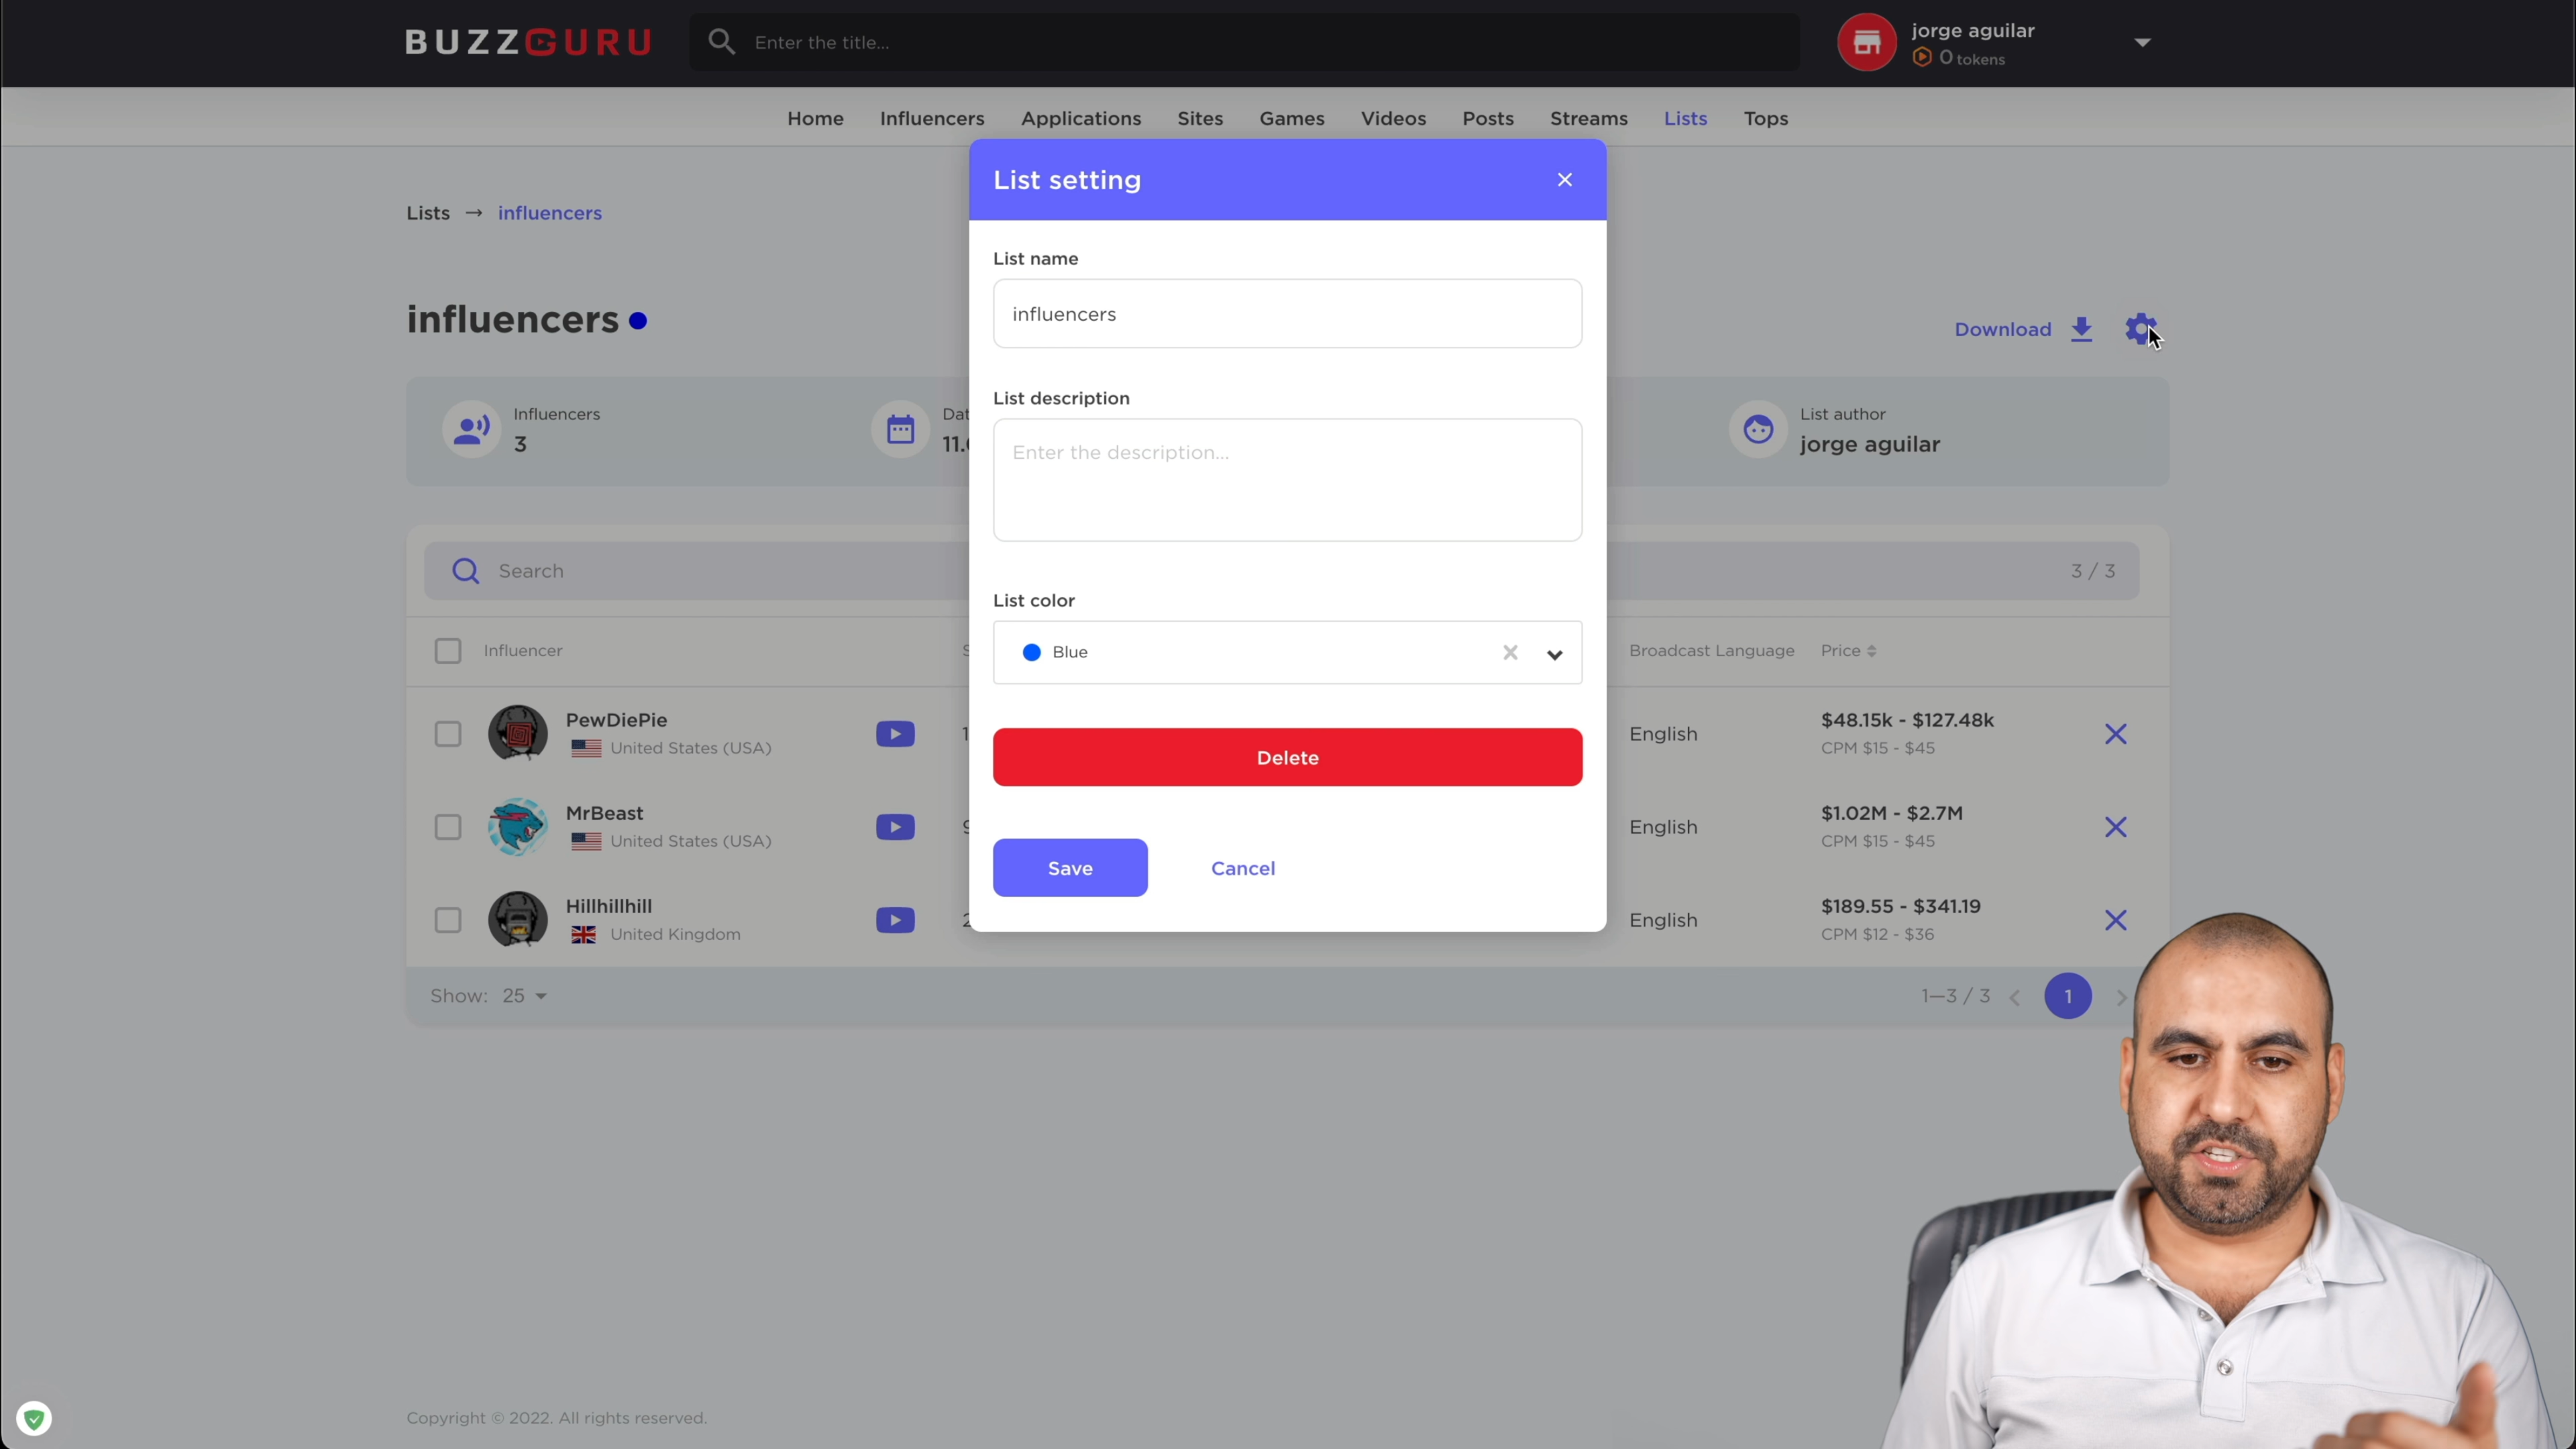 BUZZGURU
Enter the title...
jorge aguilar
0 tokens
Home Influencers Applications Sites Games Videos Posts Streams Lists Tops
List setting
Lists → influencers
List name
influencers
influencers
Download
List description
Enter the description...
Influencers
3
11.
List author
jorge aguilar
Search
3 / 3
List color
Blue
Influencer
Broadcast Language
Price
PewDiePie
United States (USA)
English
$48.15k - $127.48k
CPM $15 - $45
Delete
MrBeast
United States (USA)
English
$1.02M - $2.7M
CPM $15 - $45
Save
Cancel
Hillhillhill
United Kingdom
English
$189.55 - $341.19
CPM $12 - $36
Show: 25
1—3 / 3
1
Copyright © 2022. All rights reserved.